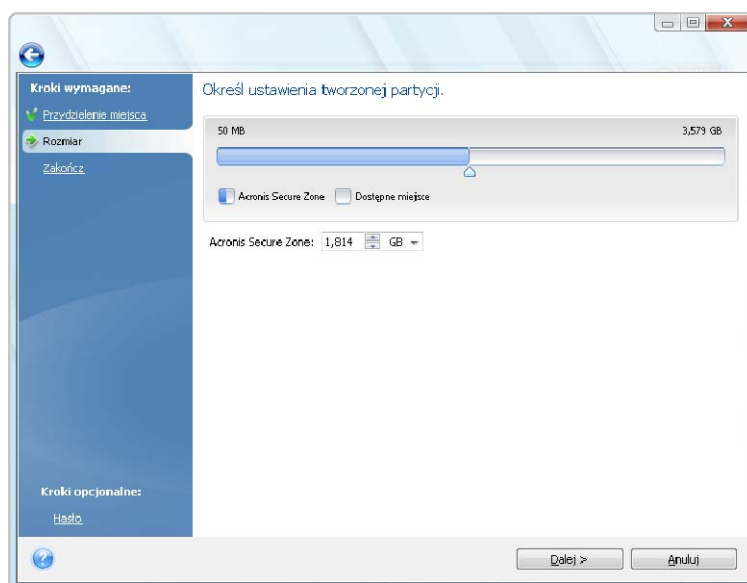 Kroki wymagane:
Przydzielenie miejsca
Rozmiar
Zakończ
Kroki opcjonalne:
Hasło
Określ ustawienia tworzonej partycji.
50 MB 3,579 GB
Acronis Secure Zone Dostępne miejsce
Acronis Secure Zone: 1,814 GB
Dalej > Anuluj